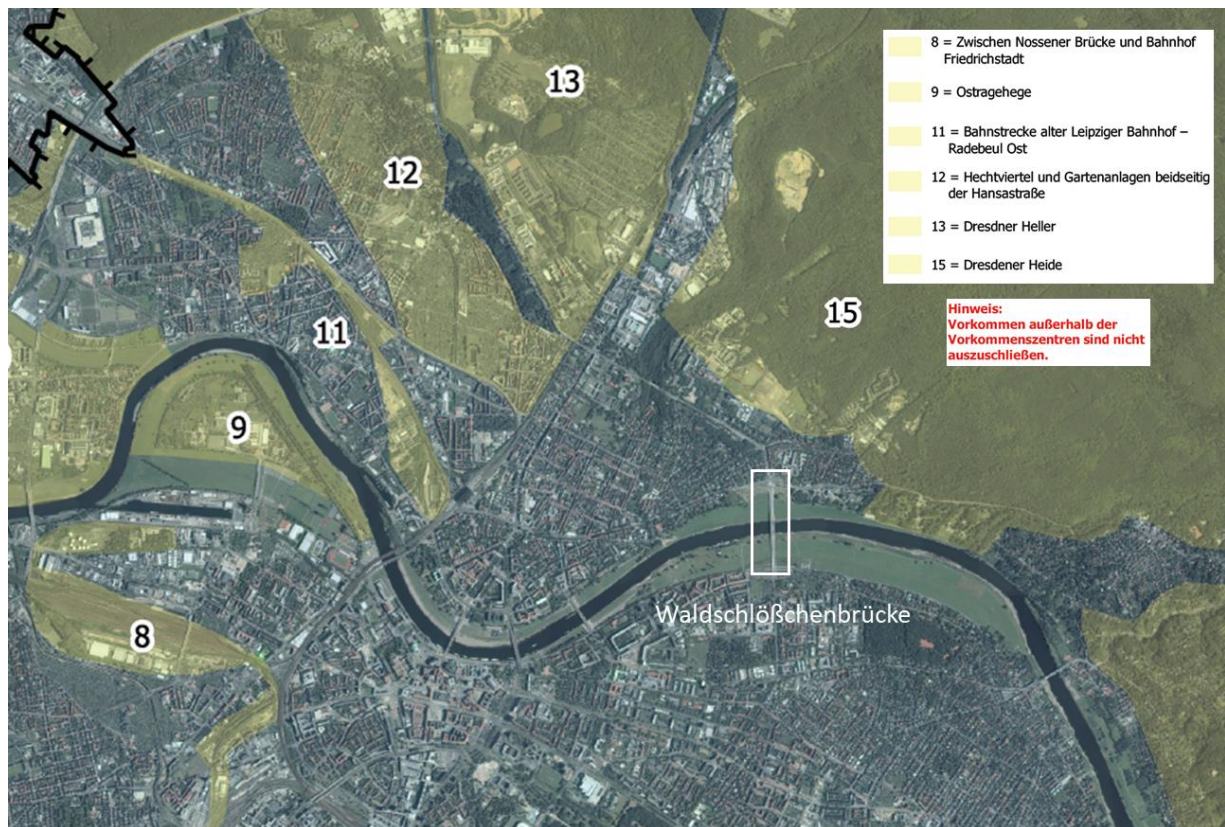 8 = Zwischen Nossener Brücke und Bahnhof
Friedrichstadt
9 = Ostragehege
11 = Bahnstrecke alter Leipziger Bahnhof –
Radebeul Ost
12 = Hechtviertel und Gartenanlagen beidseitig
der Hansastraße
13 = Dresdner Heller
15 = Dresdener Heide
Hinweis:
Vorkommen außerhalb der
Vorkommenszentren sind nicht
auszuschließen.
13
12
15
11
9
Waldschlößchenbrücke
8